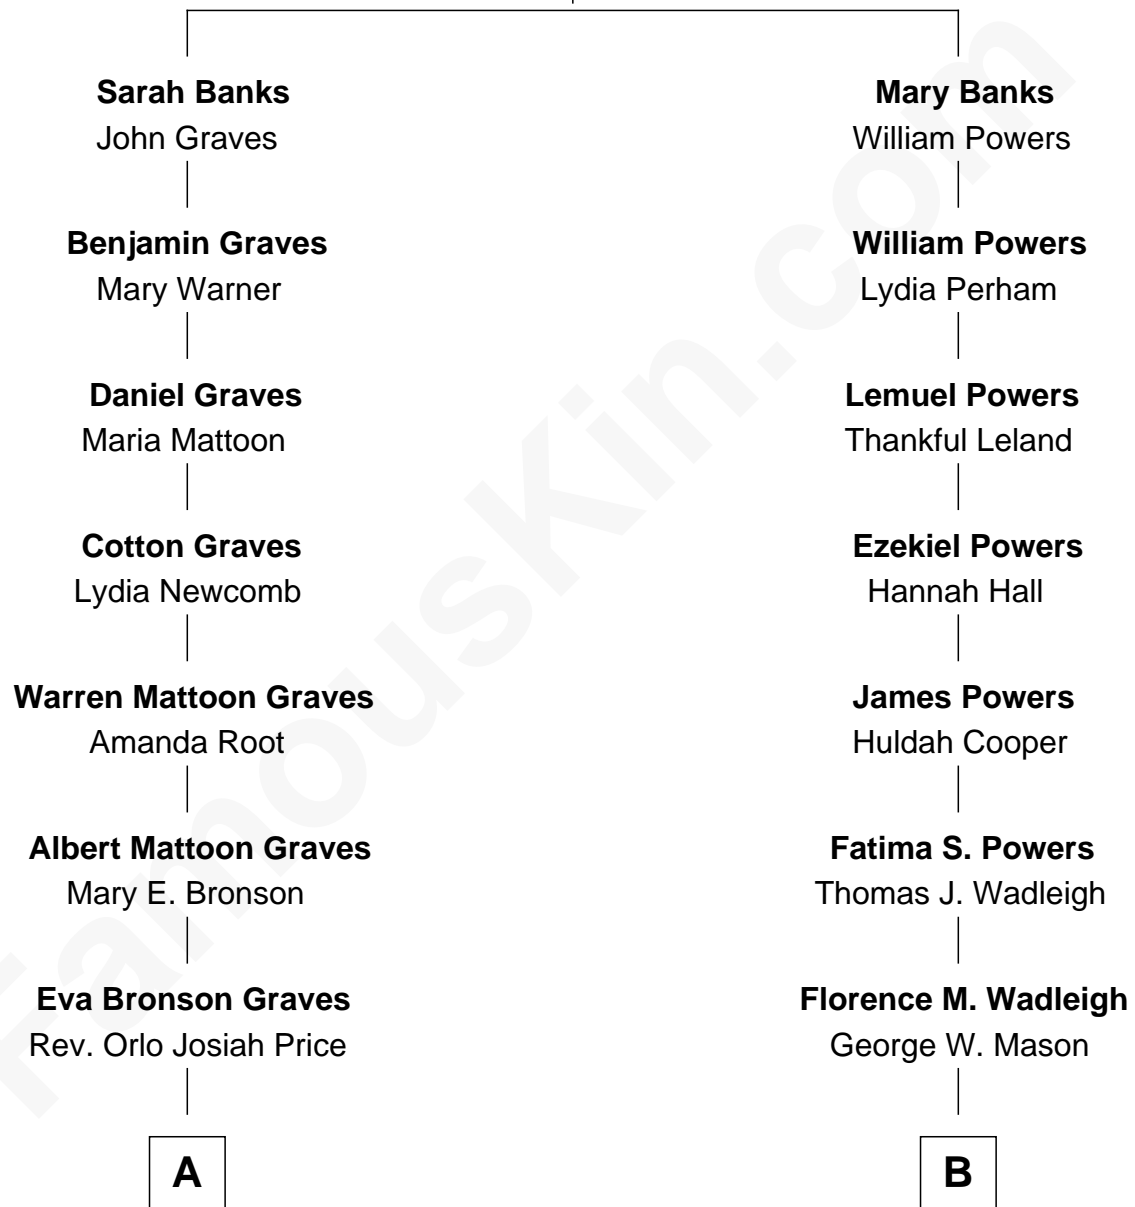 Sarah Banks
John Graves
Mary Banks
William Powers
Benjamin Graves
Mary Warner
William Powers
Lydia Perham
Daniel Graves
Maria Mattoon
Lemuel Powers
Thankful Leland
Cotton Graves
Lydia Newcomb
Ezekiel Powers
Hannah Hall
Warren Mattoon Graves
Amanda Root
James Powers
Huldah Cooper
Albert Mattoon Graves
Mary E. Bronson
Fatima S. Powers
Thomas J. Wadleigh
Eva Bronson Graves
Rev. Orlo Josiah Price
Florence M. Wadleigh
George W. Mason
A
B
FamousKin.com